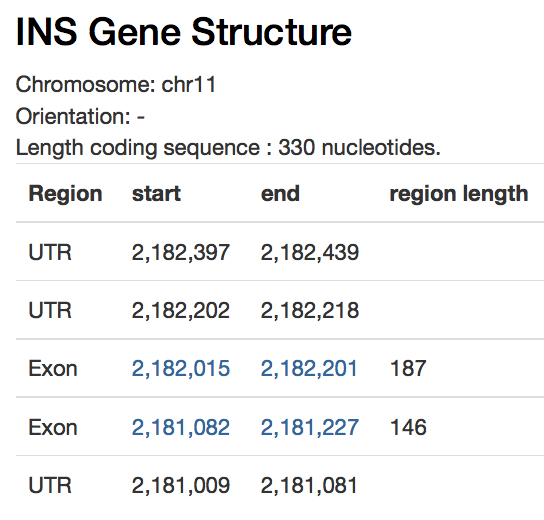 INS Gene Structure
Chromosome: chr11
Orientation: -
Length coding sequence : 330 nucleotides.
Region start end region length
UTR 2,182,397 2,182,439
UTR 2,182,202 2,182,218
Exon 2,182,015 2,182,201 187
Exon 2,181,082 2,181,227 146
UTR 2,181,009 2,181,081